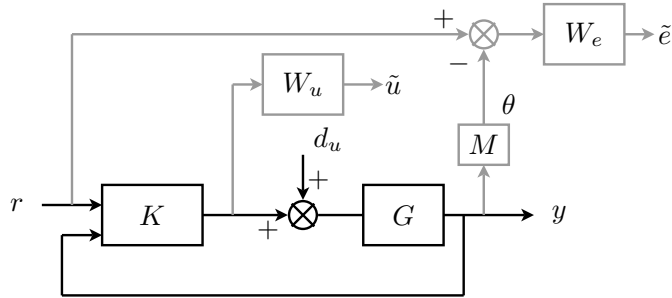 + W_e ẽ
−
W_u ũ θ
d_u M
+
r K + G y